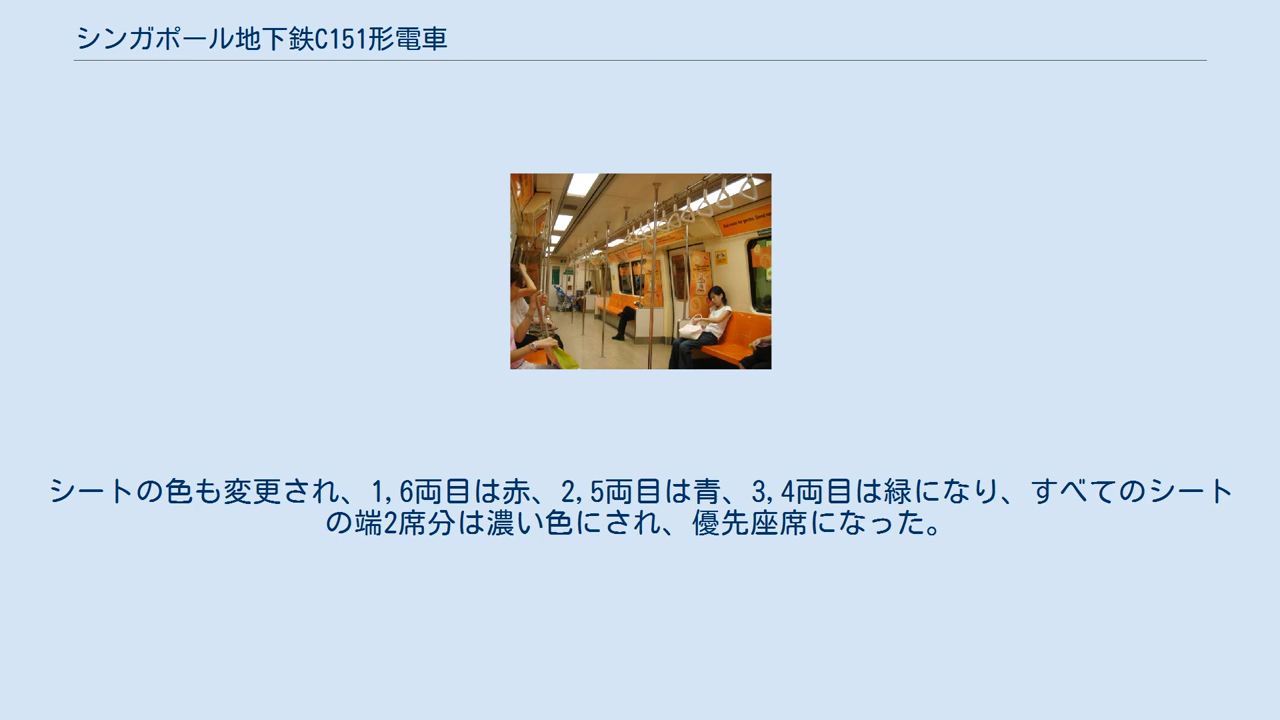 シンガポール地下鉄C151形電車
シートの色も変更され、1,6両目は赤、2,5両目は青、3,4両目は緑になり、すべてのシート
の端2席分は濃い色にされ、優先座席になった。